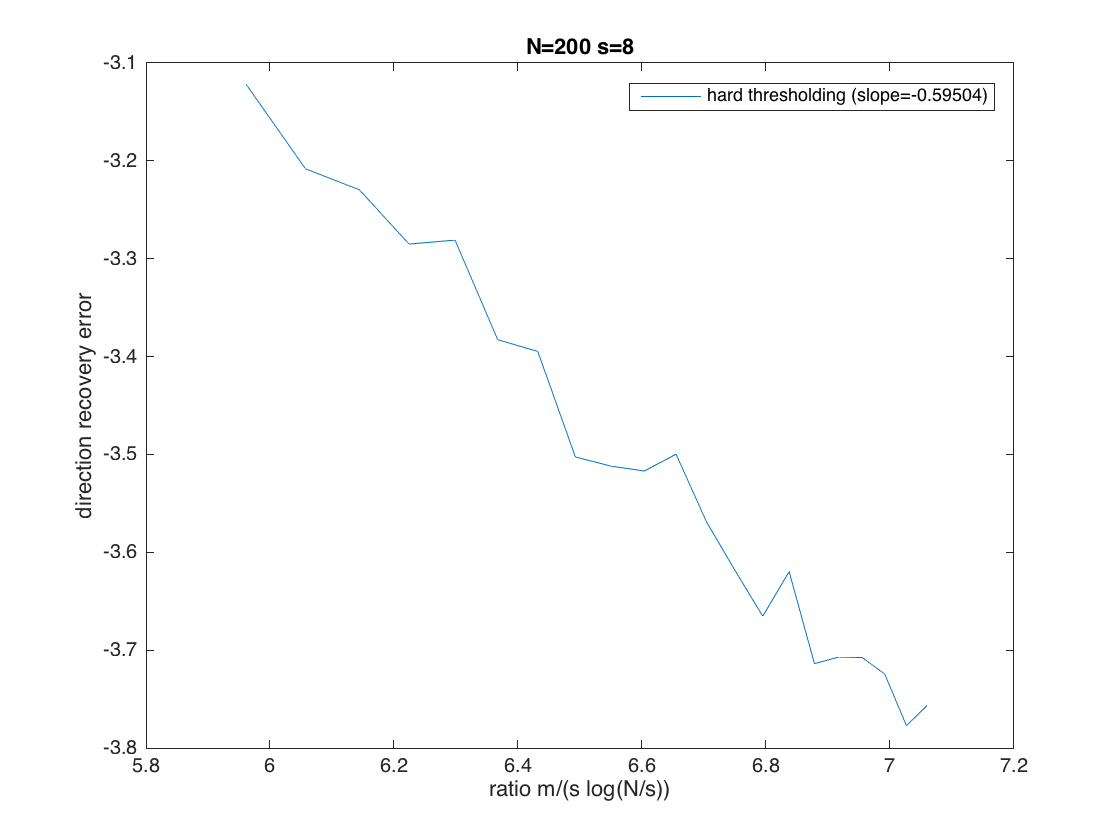 N=200 s=8
hard thresholding (slope=-0.59504)
direction recovery error
-3.1
-3.2
-3.3
-3.4
-3.5
-3.6
-3.7
-3.8
5.8 6 6.2 6.4 6.6 6.8 7 7.2
ratio m/(s log(N/s))